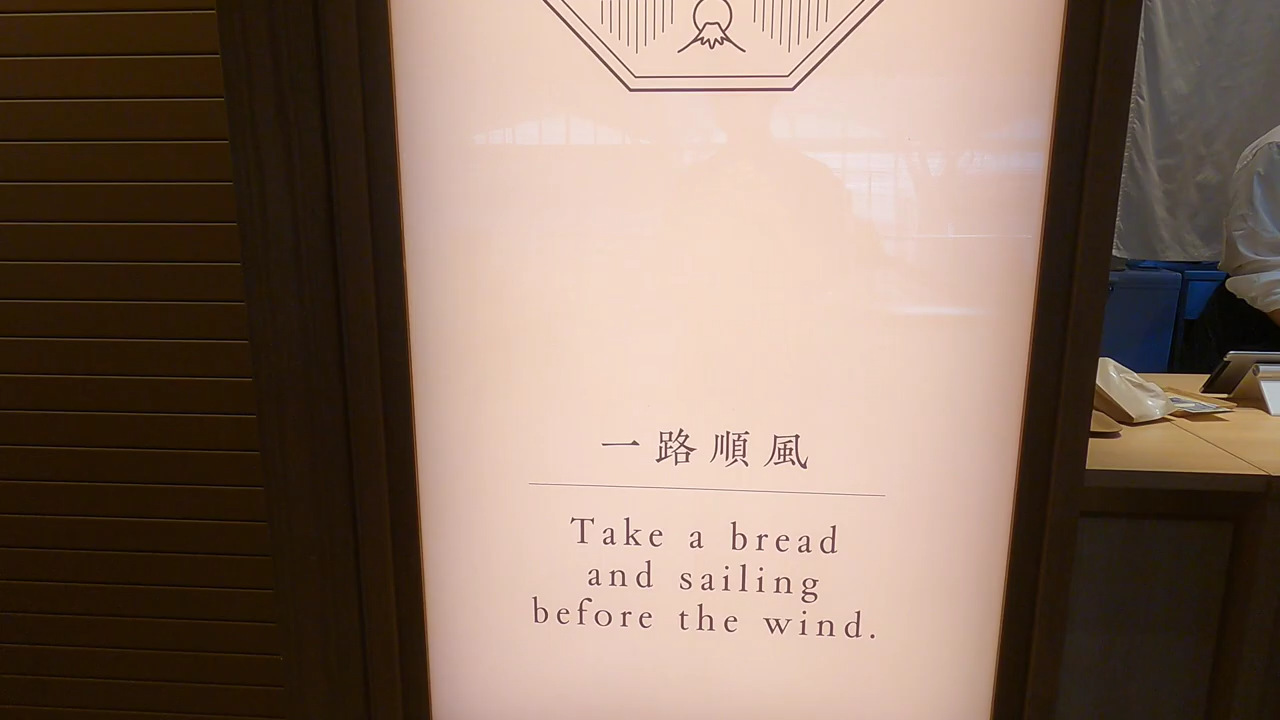 一路順風
Take a bread
and sailing
before the wind.